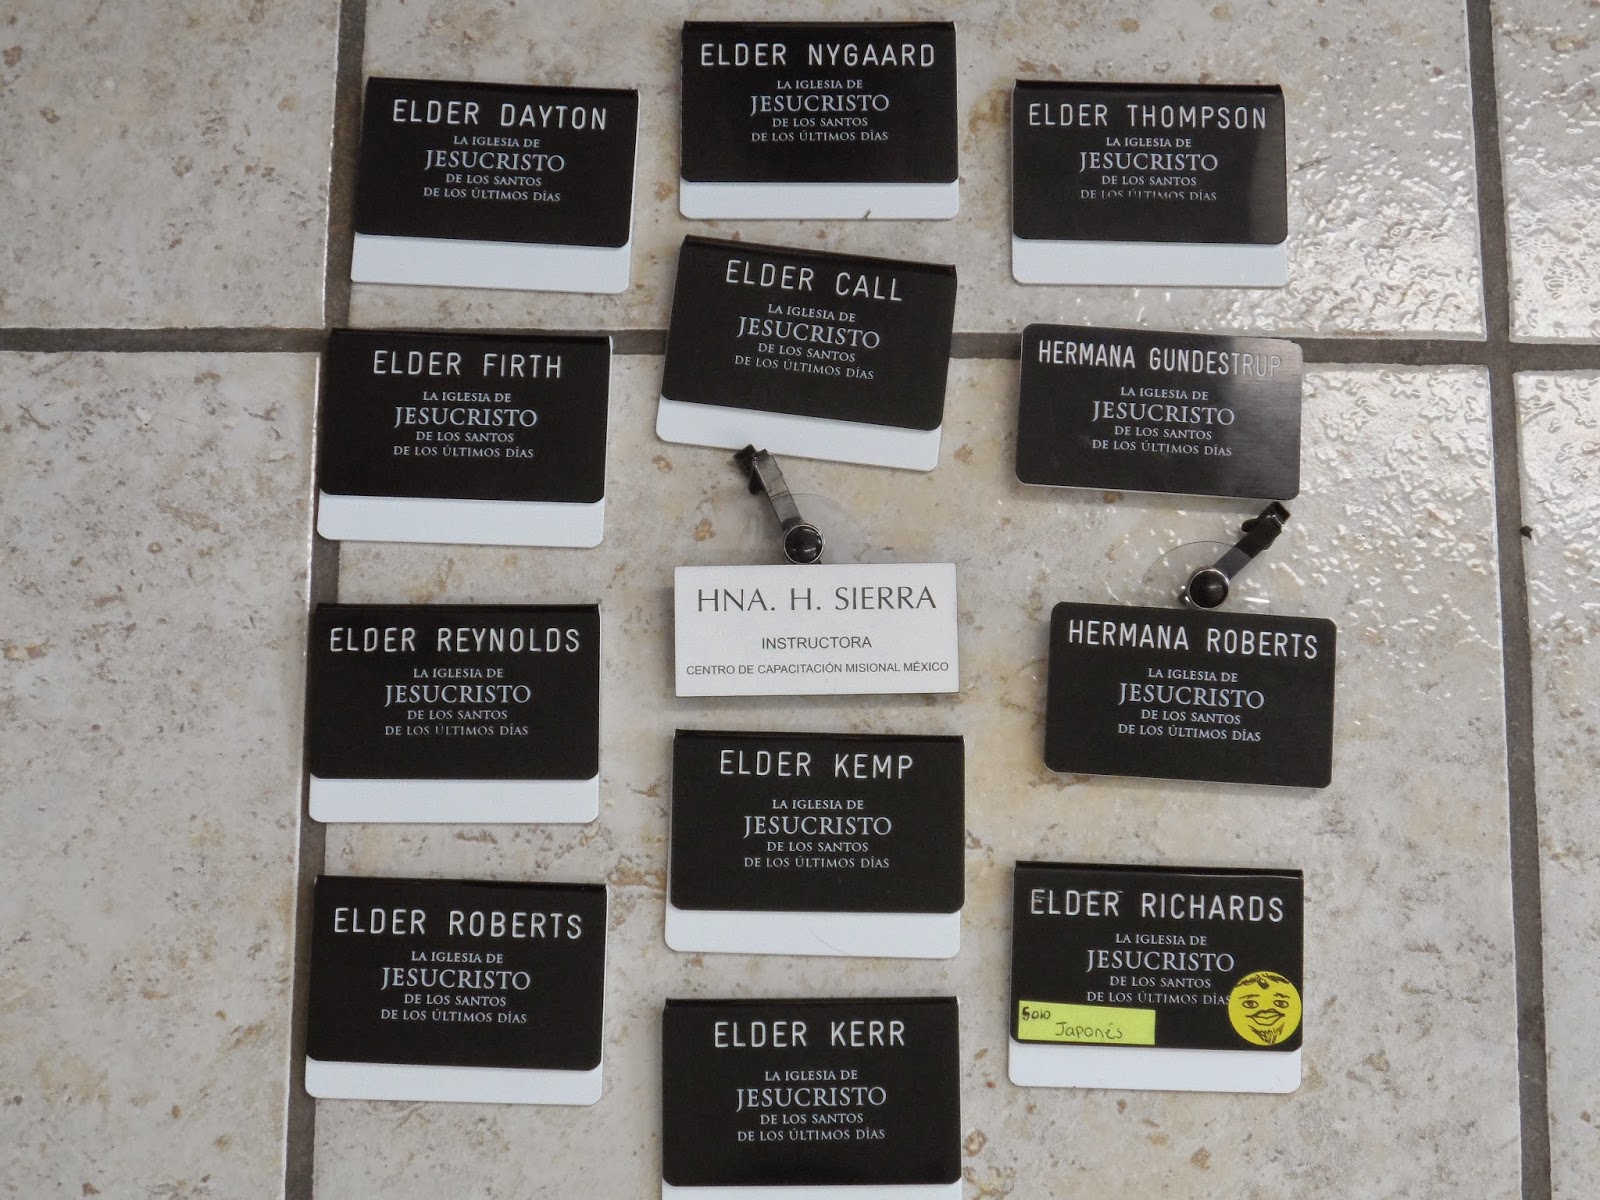 ELDER DAYTON
LA IGLESIA DE
JESUCRISTO
DE LOS SANTOS
DE LOS ÚLTIMOS DÍAS
ELDER NYGAARD
LA IGLESIA DE
JESUCRISTO
DE LOS SANTOS
DE LOS ÚLTIMOS DÍAS
ELDER THOMPSON
LA IGLESIA DE
JESUCRISTO
DE LOS SANTOS
DE LOS ÚLTIMOS DÍAS
ELDER FIRTH
LA IGLESIA DE
JESUCRISTO
DE LOS SANTOS
DE LOS ÚLTIMOS DÍAS
ELDER CALL
LA IGLESIA DE
JESUCRISTO
DE LOS SANTOS
DE LOS ÚLTIMOS DÍAS
HERMANA GUNDESTRUP
LA IGLESIA DE
JESUCRISTO
DE LOS SANTOS
DE LOS ÚLTIMOS DÍAS
ELDER REYNOLDS
LA IGLESIA DE
JESUCRISTO
DE LOS SANTOS
DE LOS ÚLTIMOS DÍAS
HNA. H. SIERRA
INSTRUCTORA
CENTRO DE CAPACITACIÓN MISIONAL MÉXICO
HERMANA ROBERTS
LA IGLESIA DE
JESUCRISTO
DE LOS SANTOS
DE LOS ÚLTIMOS DÍAS
ELDER ROBERTS
LA IGLESIA DE
JESUCRISTO
DE LOS SANTOS
DE LOS ÚLTIMOS DÍAS
ELDER KEMP
LA IGLESIA DE
JESUCRISTO
DE LOS SANTOS
DE LOS ÚLTIMOS DÍAS
ELDER RICHARDS
LA IGLESIA DE
JESUCRISTO
DE LOS SANTOS
DE LOS ÚLTIMOS DÍAS
Solo
Japonés
ELDER KERR
LA IGLESIA DE
JESUCRISTO
DE LOS SANTOS
DE LOS ÚLTIMOS DÍAS